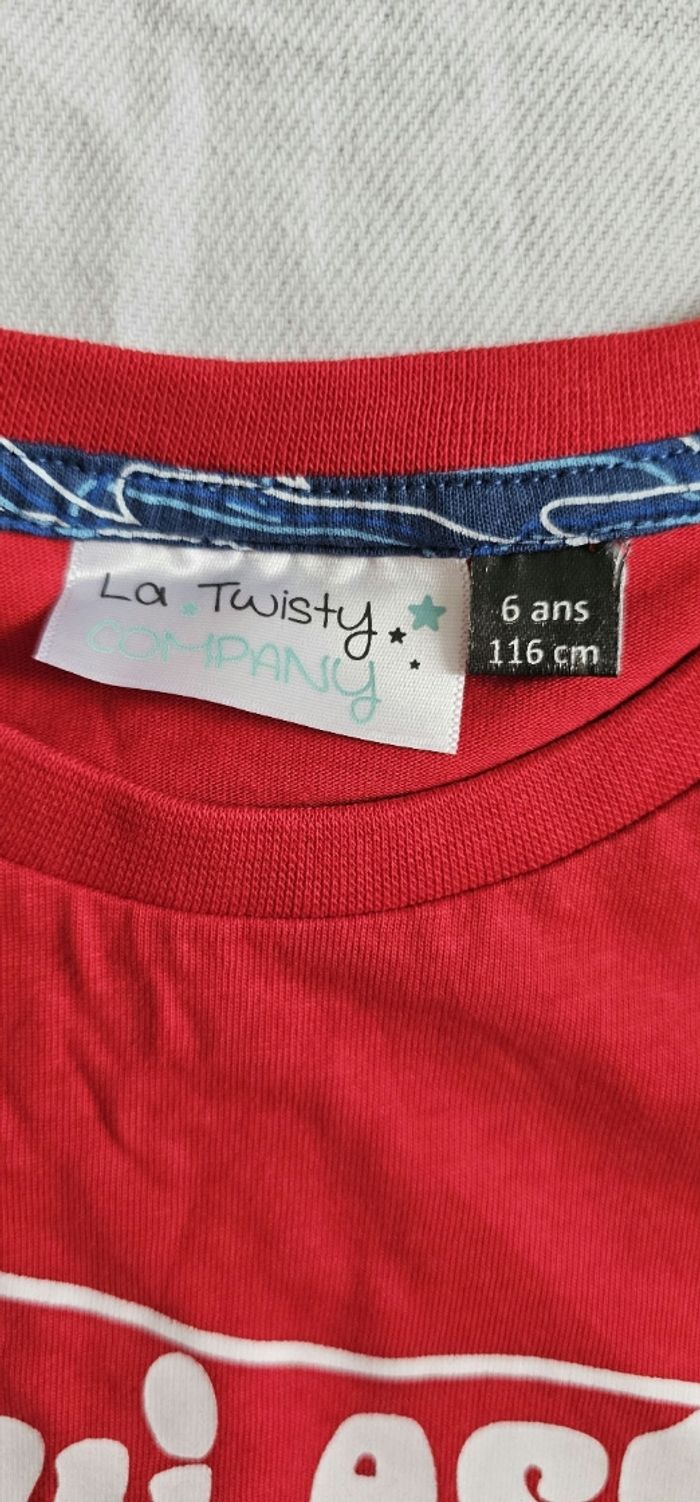 La Twisty
COMPANY
6 ans
116 cm